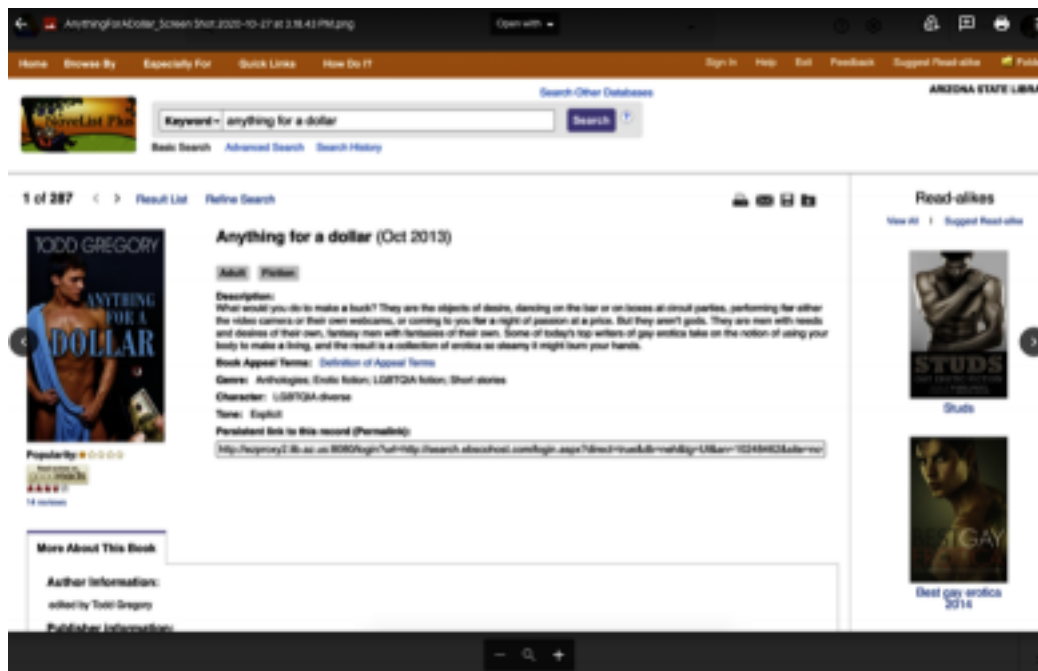 AnythingForADollar_Screen Shot 2020-10-27 at 3.18.43 PM.png
Open with
Home Browse By Especially For Quick Links How Do I?
Sign In Help Exit Feedback Suggest Read-alike Folder
ARIZONA STATE LIBRA
Search Other Databases
NoveList Plus
Keyword anything for a dollar Search
Basic Search Advanced Search Search History
1 of 287 Result List Refine Search
Read-alikes
View All | Suggest Read-alike
TODD GREGORY
ANYTHING
FOR A
DOLLAR
Anything for a dollar (Oct 2013)
Adult Fiction
Description:
What would you do to make a buck? They are the objects of desire, dancing on the bar or on boxes at circuit parties, performing for either
the video camera or their own webcams, or coming to you for a night of passion at a price. But they aren't gods. They are men with needs
and desires of their own, fantasy men with fantasies of their own. Some of today's top writers of gay erotica take on the notion of using your
body to make a living, and the result is a collection of erotica so steamy it might burn your hands.
Book Appeal Terms: Definition of Appeal Terms
Genre: Anthologies; Erotic fiction; LGBTQIA fiction; Short stories
Character: LGBTQIA diverse
Tone: Explicit
Persistent link to this record (Permalink):
Popularity:
14 reviews
STUDS
Studs
BEST GAY
Best gay erotica
2014
More About This Book
Author Information:
edited by Todd Gregory
Publisher Information: